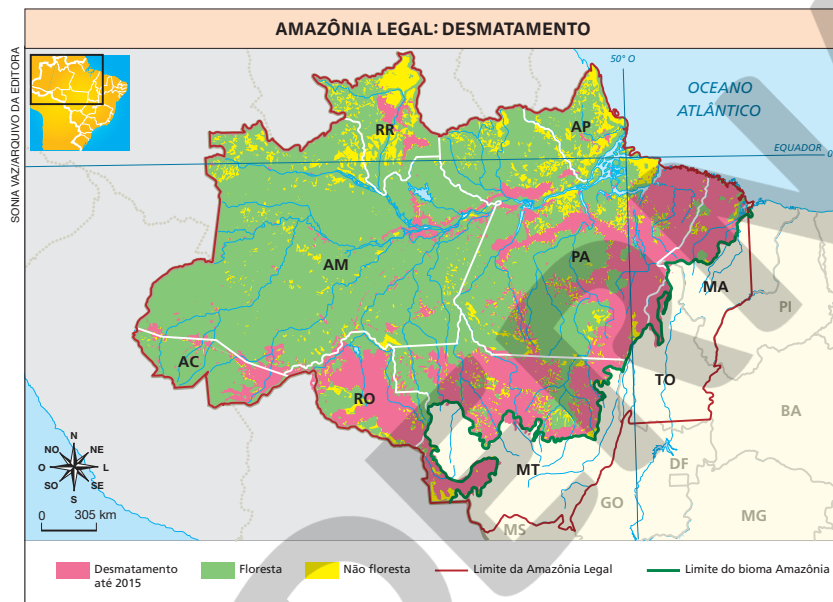 AMAZÔNIA LEGAL: DESMATAMENTO
SONIA VAZ/ARQUIVO DA EDITORA
50° O
OCEANO
ATLÂNTICO
EQUADOR
0
RR
AP
AM
PA
MA
PI
AC
RO
TO
BA
MT
DF
GO
MG
MS
N
NO
NE
O
L
SO
SE
S
0 305 km
Desmatamento
até 2015
Floresta
Não floresta
Limite da Amazônia Legal
Limite do bioma Amazônia